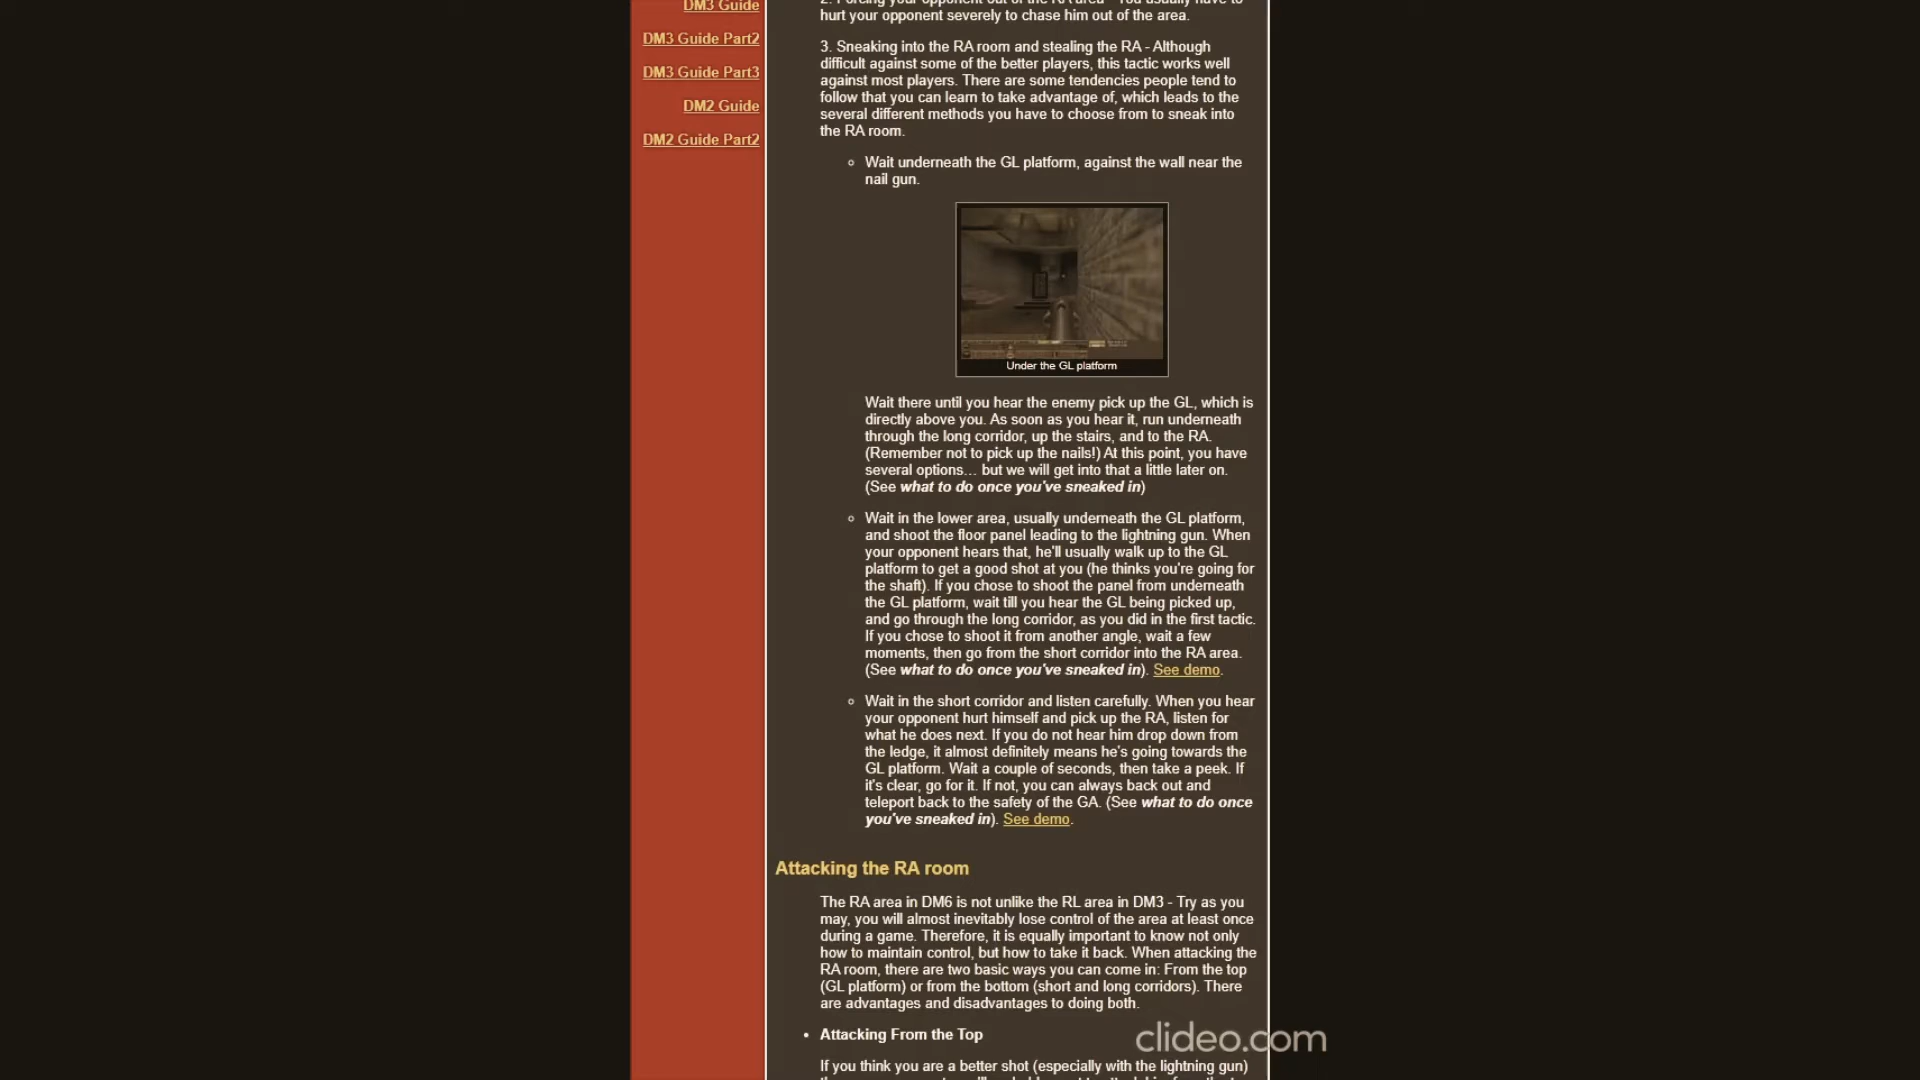 DM3 Guide
DM3 Guide Part2
DM3 Guide Part3
DM2 Guide
DM2 Guide Part2
hurt your opponent severely to chase him out of the area.
3. Sneaking into the RA room and stealing the RA - Although
difficult against some of the better players, this tactic works well
against most players. There are some tendencies people tend to
follow that you can learn to take advantage of, which leads to the
several different methods you have to choose from to sneak into
the RA room.
Wait underneath the GL platform, against the wall near the
nail gun.
Under the GL platform
Wait there until you hear the enemy pick up the GL, which is
directly above you. As soon as you hear it, run underneath
through the long corridor, up the stairs, and to the RA.
(Remember not to pick up the nails!) At this point, you have
several options… but we will get into that a little later on.
(See what to do once you've sneaked in)
Wait in the lower area, usually underneath the GL platform,
and shoot the floor panel leading to the lightning gun. When
your opponent hears that, he'll usually walk up to the GL
platform to get a good shot at you (he thinks you're going for
the shaft). If you chose to shoot the panel from underneath
the GL platform, wait till you hear the GL being picked up,
and go through the long corridor, as you did in the first tactic.
If you chose to shoot it from another angle, wait a few
moments, then go from the short corridor into the RA area.
(See what to do once you've sneaked in). See demo.
Wait in the short corridor and listen carefully. When you hear
your opponent hurt himself and pick up the RA, listen for
what he does next. If you do not hear him drop down from
the ledge, it almost definitely means he's going towards the
GL platform. Wait a couple of seconds, then take a peek. If
it's clear, go for it. If not, you can always back out and
teleport back to the safety of the GA. (See what to do once
you've sneaked in). See demo.
Attacking the RA room
The RA area in DM6 is not unlike the RL area in DM3 - Try as you
may, you will almost inevitably lose control of the area at least once
during a game. Therefore, it is equally important to know not only
how to maintain control, but how to take it back. When attacking the
RA room, there are two basic ways you can come in: From the top
(GL platform) or from the bottom (short and long corridors). There
are advantages and disadvantages to doing both.
Attacking From the Top
If you think you are a better shot (especially with the lightning gun)
clideo.com